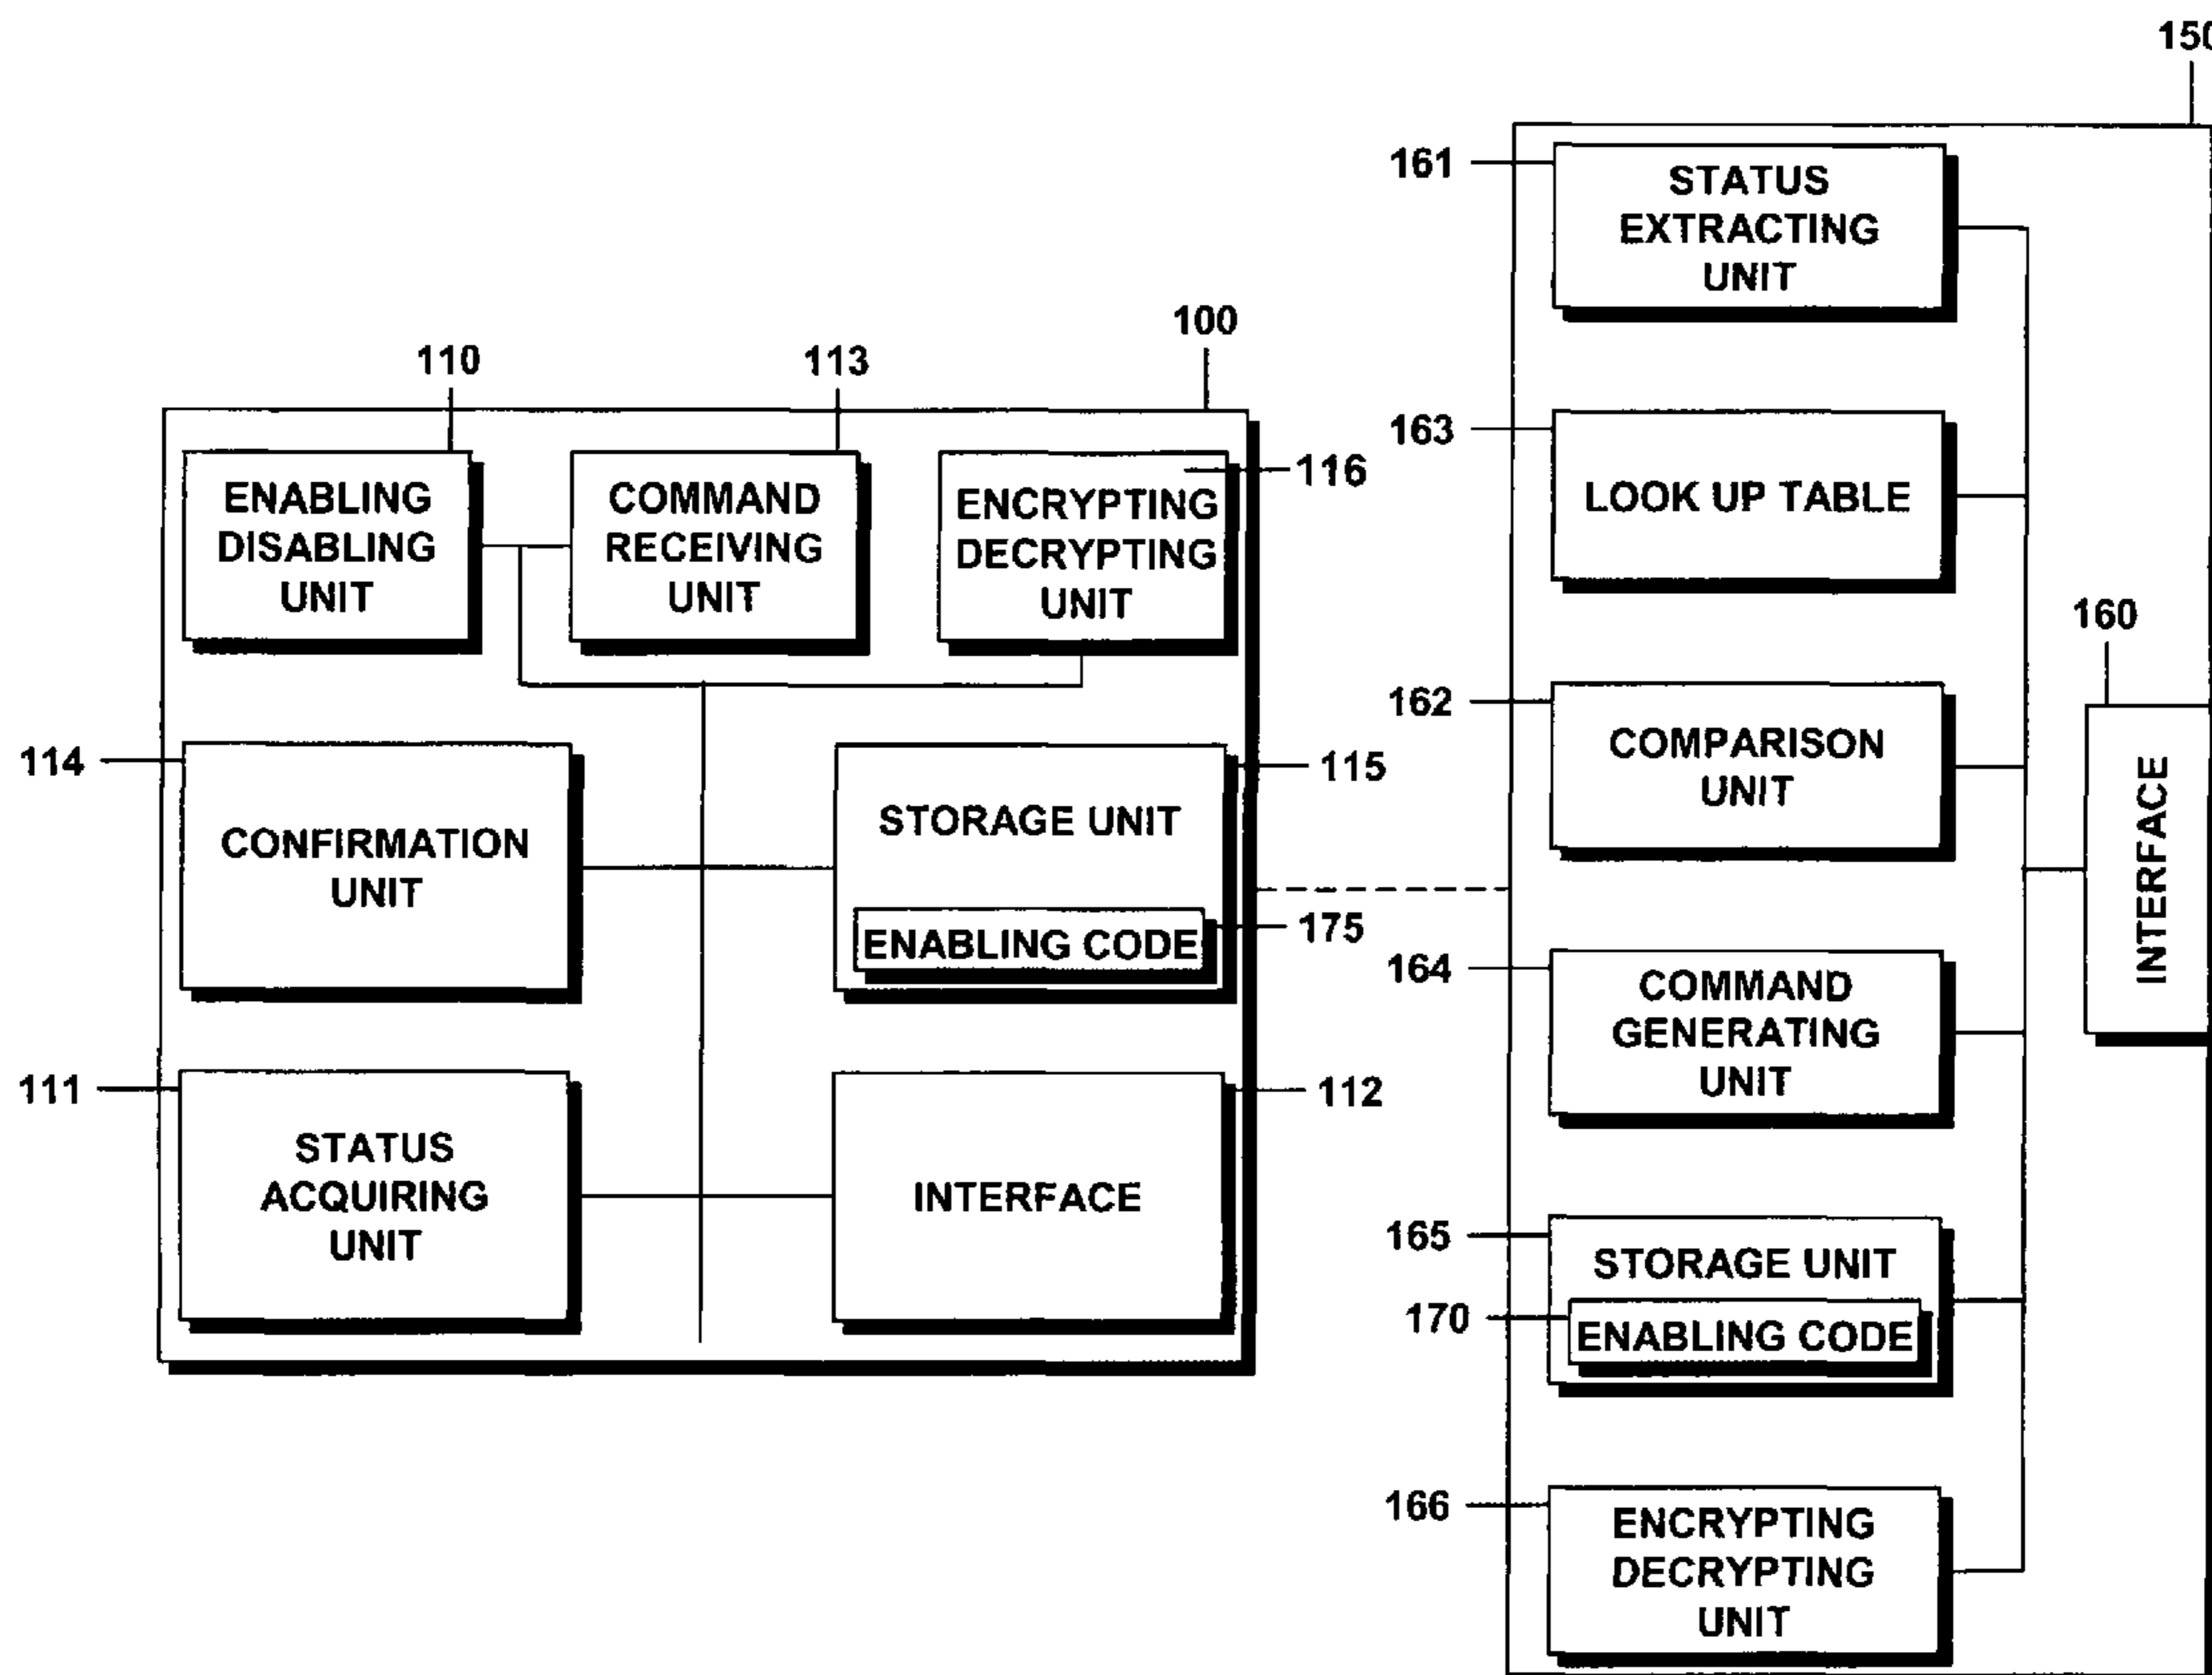 150
161
STATUS
EXTRACTING
UNIT
100
110
113
163
LOOK UP TABLE
116
ENABLING
DISABLING
UNIT
COMMAND
RECEIVING
UNIT
ENCRYPTING
DECRYPTING
UNIT
160
162
COMPARISON
UNIT
114
CONFIRMATION
UNIT
115
STORAGE UNIT
175
ENABLING CODE
INTERFACE
164
COMMAND
GENERATING
UNIT
111
STATUS
ACQUIRING
UNIT
112
INTERFACE
165
STORAGE UNIT
170
ENABLING CODE
166
ENCRYPTING
DECRYPTING
UNIT